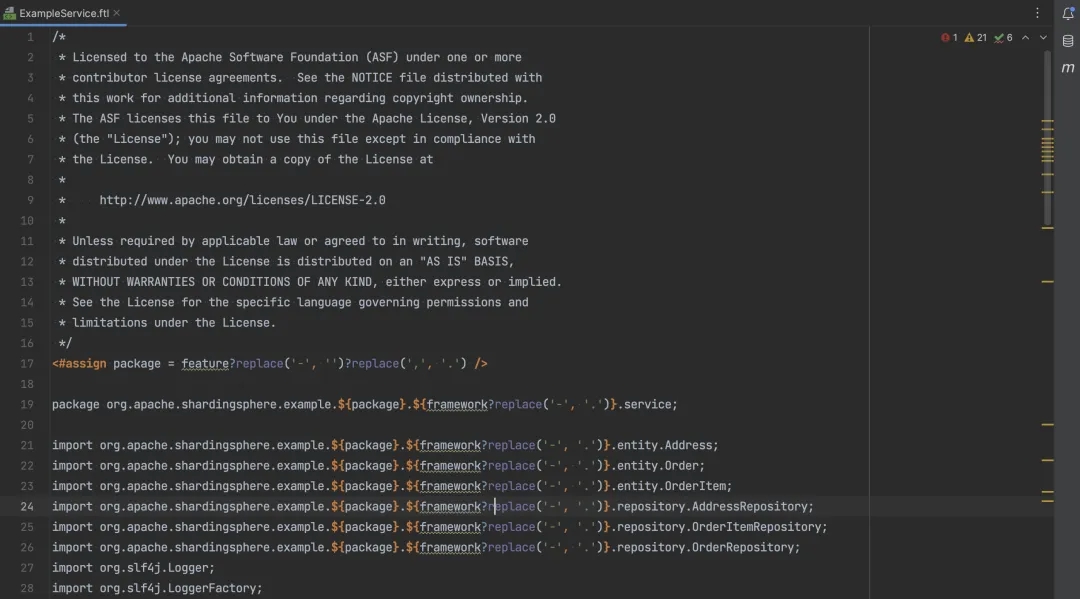 ExampleService.ftl
1 21 6
m
1 /*
2 * Licensed to the Apache Software Foundation (ASF) under one or more
3 * contributor license agreements.  See the NOTICE file distributed with
4 * this work for additional information regarding copyright ownership.
5 * The ASF licenses this file to You under the Apache License, Version 2.0
6 * (the "License"); you may not use this file except in compliance with
7 * the License.  You may obtain a copy of the License at
8 *
9 *     http://www.apache.org/licenses/LICENSE-2.0
10 *
11 * Unless required by applicable law or agreed to in writing, software
12 * distributed under the License is distributed on an "AS IS" BASIS,
13 * WITHOUT WARRANTIES OR CONDITIONS OF ANY KIND, either express or implied.
14 * See the License for the specific language governing permissions and
15 * limitations under the License.
16 */
17 <#assign package = feature?replace('-', '')?replace(',', '.') />
18
19 package org.apache.shardingsphere.example.${package}.${framework?replace('-', '.')}.service;
20
21 import org.apache.shardingsphere.example.${package}.${framework?replace('-', '.')}.entity.Address;
22 import org.apache.shardingsphere.example.${package}.${framework?replace('-', '.')}.entity.Order;
23 import org.apache.shardingsphere.example.${package}.${framework?replace('-', '.')}.entity.OrderItem;
24 import org.apache.shardingsphere.example.${package}.${framework?replace('-', '.')}.repository.AddressRepository;
25 import org.apache.shardingsphere.example.${package}.${framework?replace('-', '.')}.repository.OrderItemRepository;
26 import org.apache.shardingsphere.example.${package}.${framework?replace('-', '.')}.repository.OrderRepository;
27 import org.slf4j.Logger;
28 import org.slf4j.LoggerFactory;